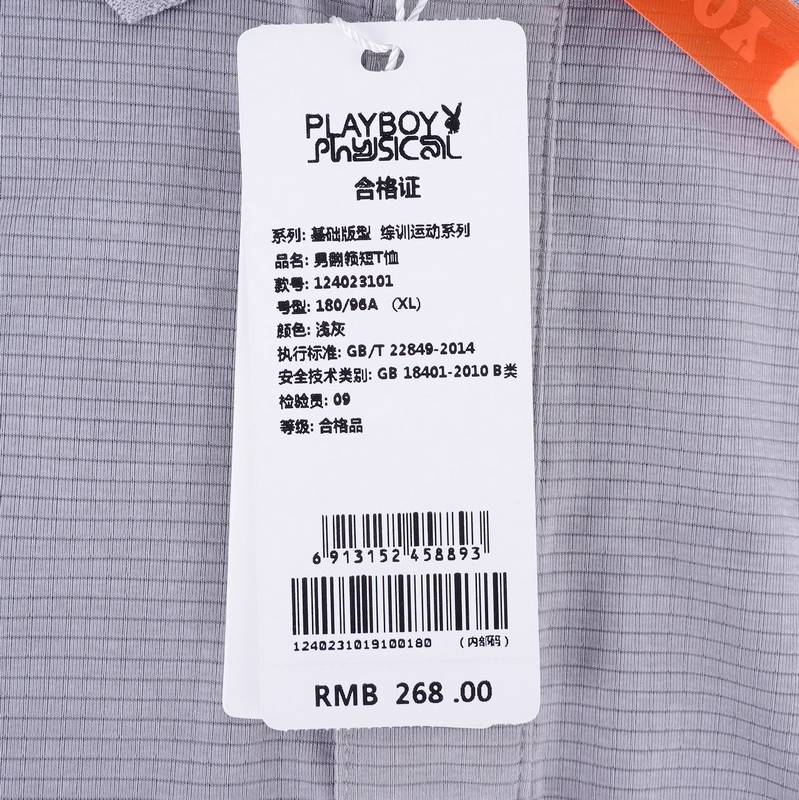 OX
PLAYBOY
PhYSICAL
合格证
系列: 基础版型 综训运动系列
品名: 男翻领短T恤
款号: 124023101
号型: 180/96A （XL）
颜色: 浅灰
执行标准: GB/T 22849-2014
安全技术类别: GB 18401-2010 B类
检验员: 09
等级: 合格品
6 913152 458893
1240231019100180 （内部码）
RMB 268 .00